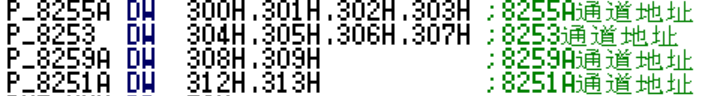 P_8255A DW 300H,301H,302H,303H ;8255A通道地址
P_8253 DW 304H,305H,306H,307H ;8253通道地址
P_8259A DW 308H,309H ;8259A通道地址
P_8251A DW 312H,313H ;8251A通道地址